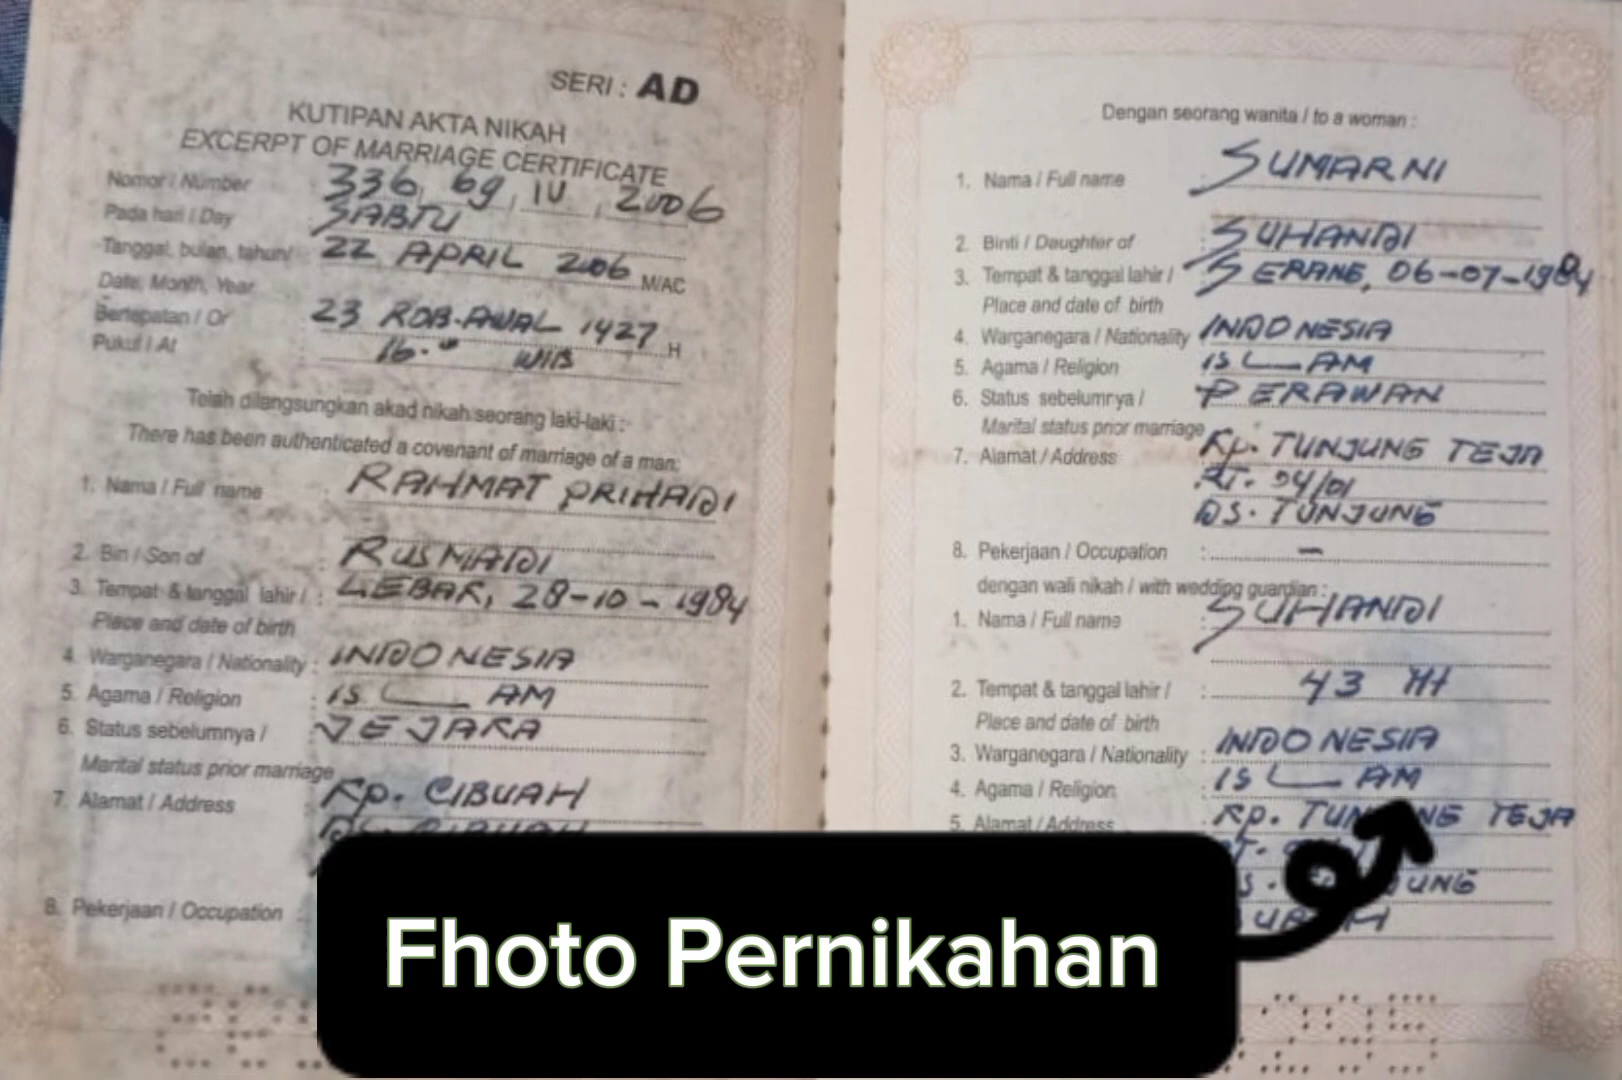 SERI : AD
KUTIPAN AKTA NIKAH
EXCERPT OF MARRIAGE CERTIFICATE
Nomor / Number 336, 69, IV, 2006
Pada hari / Day SABTU
Tanggal, bulan, tahun/ 22 APRIL 2006 M/AC
Date, Month, Year
Bertepatan / Or 23 ROB. AWAL 1427 H
Pukul / At 16. WIB
Telah dilangsungkan akad nikah seorang laki-laki :
There has been authenticated a covenant of marriage of a man:
1. Nama / Full name : RAHMAT PRIHADI
2. Bin / Son of : RUSMADI
3. Tempat & tanggal lahir / : LEBAK, 28-10-1984
Place and date of birth
4. Warganegara / Nationality : INDONESIA
5. Agama / Religion : ISLAM
6. Status sebelumnya / JEJAKA
Marital status prior marriage
7. Alamat / Address Kp. CIBUAH
DS. CIBUAH
8. Pekerjaan / Occupation :
Dengan seorang wanita / to a woman :
1. Nama / Full name : SUMARNI
2. Binti / Daughter of : SUHANDI
3. Tempat & tanggal lahir / SERANG, 06-07-1984
Place and date of birth
4. Warganegara / Nationality INDONESIA
5. Agama / Religion ISLAM
6. Status sebelumnya / PERAWAN
Marital status prior marriage
7. Alamat / Address Kp. TUNJUNG TEJA
RT. 04/01
DS. TUNJUNG
8. Pekerjaan / Occupation : -
dengan wali nikah / with wedding guardian :
1. Nama / Full name : SUHANDI
2. Tempat & tanggal lahir / : 43 TH
Place and date of birth
3. Warganegara / Nationality : INDONESIA
4. Agama / Religion : ISLAM
5. Alamat / Address Kp. TUNJUNG TEJA
Fhoto Pernikahan